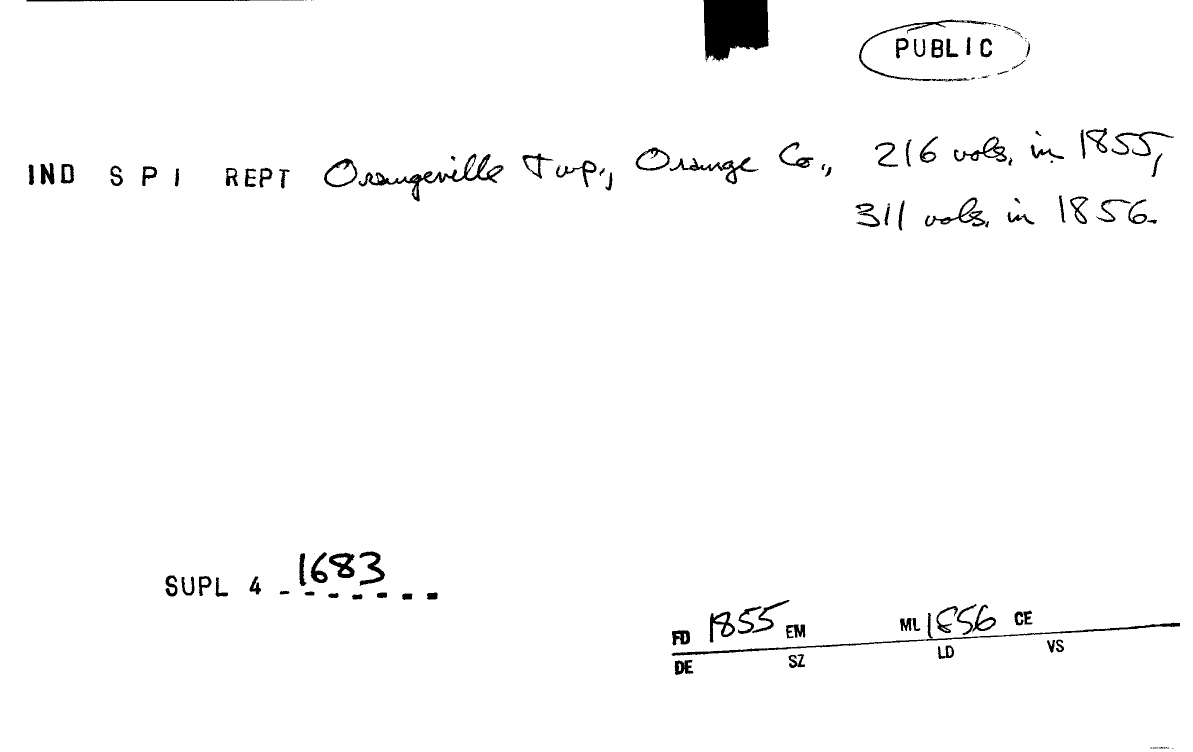 PUBLIC
IND S P I REPT Orangeville Twp., Orange Co., 216 vols. in 1855,
311 vols. in 1856.
SUPL 4 1683
FD 1855 EM ML 1856 CE
DE SZ LD VS